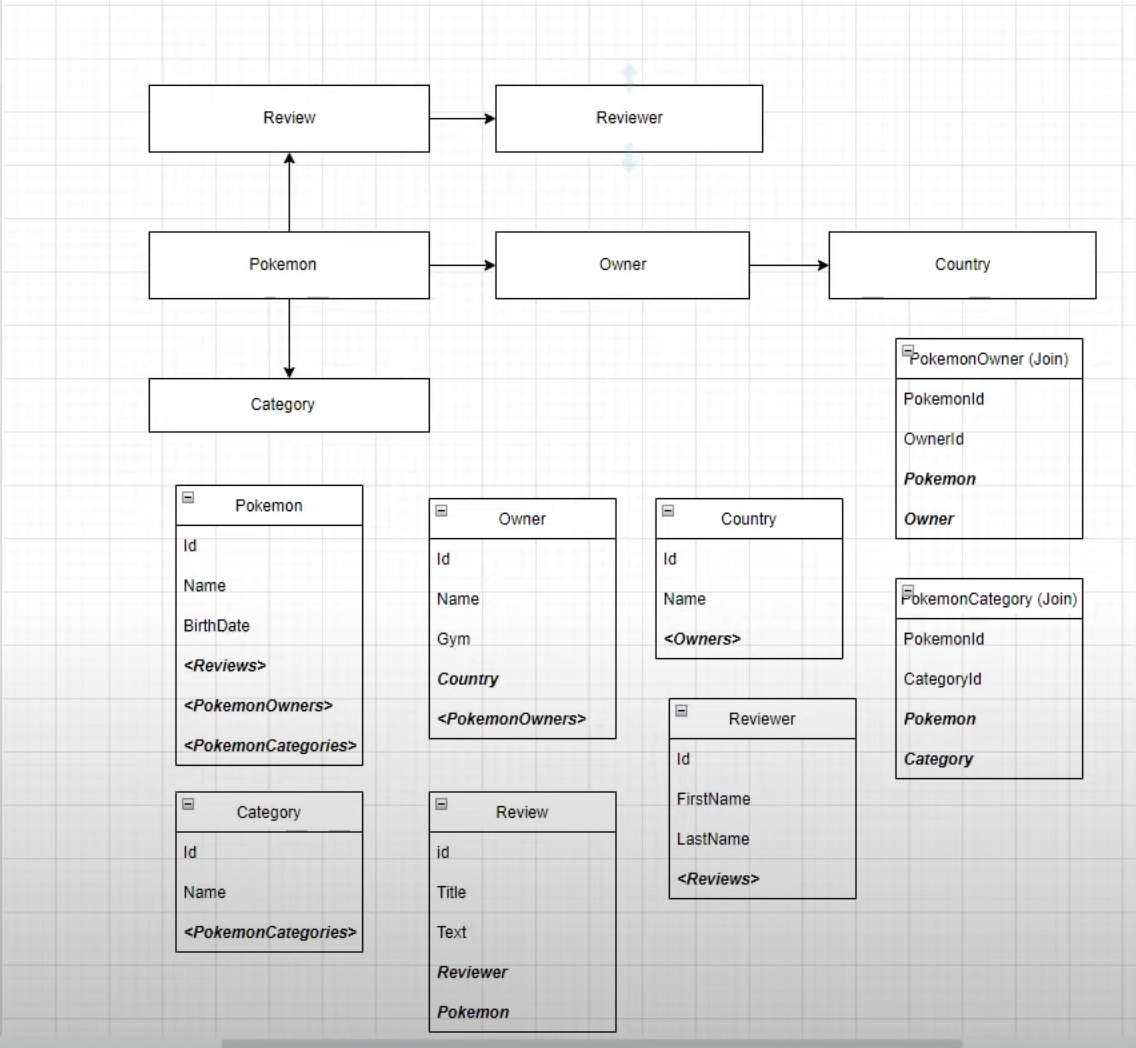 Review
Reviewer
Pokemon
Owner
Country
Category
PokemonOwner (Join)
PokemonId
OwnerId
Pokemon
Owner
Pokemon
Id
Name
BirthDate
<Reviews>
<PokemonOwners>
<PokemonCategories>
Owner
Id
Name
Gym
Country
<PokemonOwners>
Country
Id
Name
<Owners>
PokemonCategory (Join)
PokemonId
CategoryId
Pokemon
Category
Reviewer
Id
FirstName
LastName
<Reviews>
Category
Id
Name
<PokemonCategories>
Review
id
Title
Text
Reviewer
Pokemon